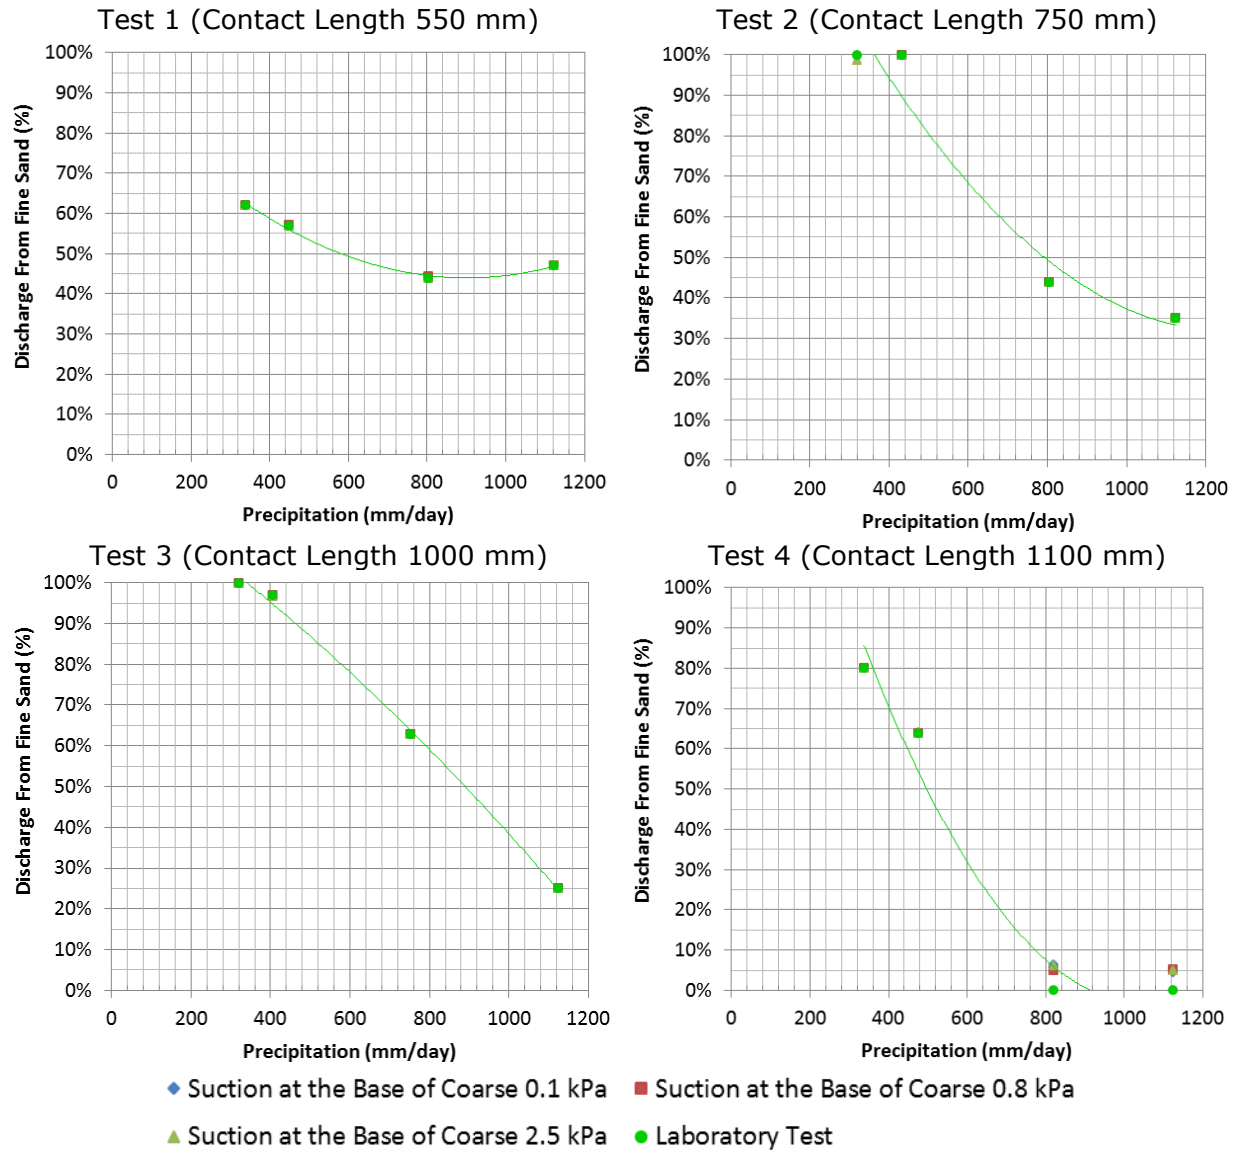 Test 1 (Contact Length 550 mm)
Discharge From Fine Sand (%)
100%
90%
80%
70%
60%
50%
40%
30%
20%
10%
0%
0 200 400 600 800 1000 1200
Precipitation (mm/day)
Test 2 (Contact Length 750 mm)
Discharge From Fine Sand (%)
100%
90%
80%
70%
60%
50%
40%
30%
20%
10%
0%
0 200 400 600 800 1000 1200
Precipitation (mm/day)
Test 3 (Contact Length 1000 mm)
Discharge From Fine Sand (%)
100%
90%
80%
70%
60%
50%
40%
30%
20%
10%
0%
0 200 400 600 800 1000 1200
Precipitation (mm/day)
Test 4 (Contact Length 1100 mm)
Discharge From Fine Sand (%)
100%
90%
80%
70%
60%
50%
40%
30%
20%
10%
0%
0 200 400 600 800 1000 1200
Precipitation (mm/day)
Suction at the Base of Coarse 0.1 kPa
Suction at the Base of Coarse 0.8 kPa
Suction at the Base of Coarse 2.5 kPa
Laboratory Test